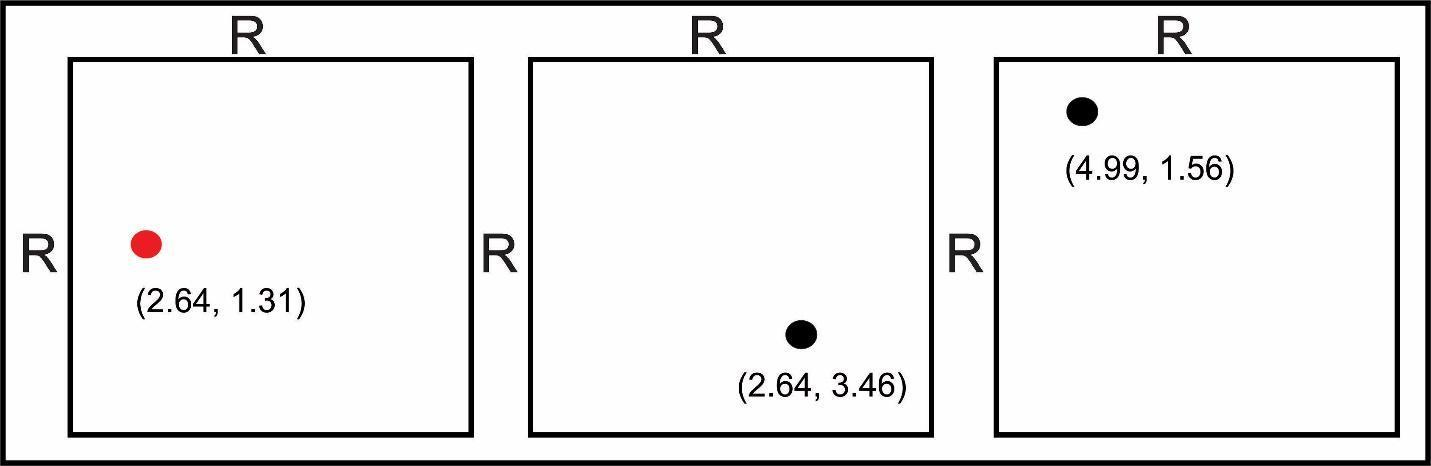 R R R
(4.99, 1.56)
R R R
(2.64, 1.31)
(2.64, 3.46)